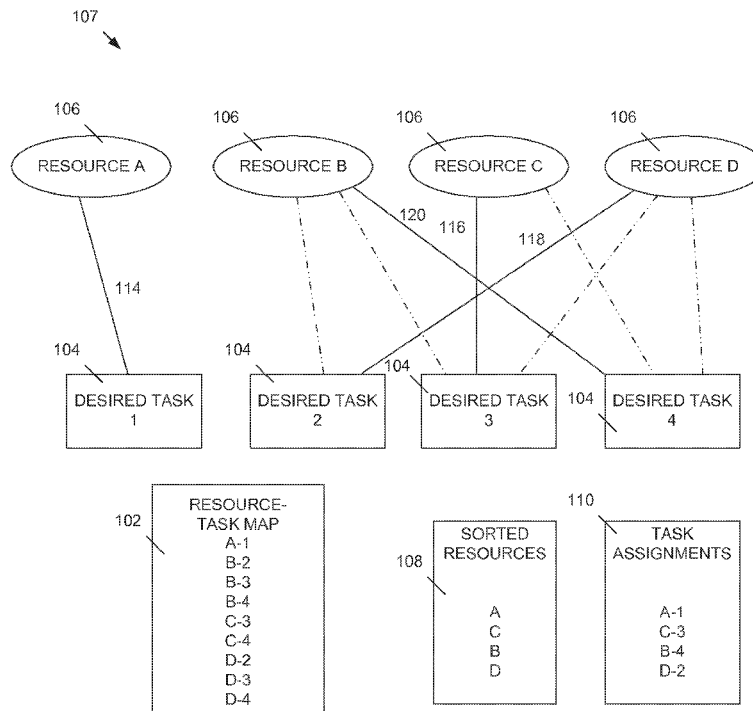 107
106
106
106
106
RESOURCE A
RESOURCE B
RESOURCE C
RESOURCE D
120
116
118
114
104
104
104
104
DESIRED TASK
1
DESIRED TASK
2
DESIRED TASK
3
DESIRED TASK
4
102
RESOURCE-
TASK MAP
A-1
B-2
B-3
B-4
C-3
C-4
D-2
D-3
D-4
108
SORTED
RESOURCES
A
C
B
D
110
TASK
ASSIGNMENTS
A-1
C-3
B-4
D-2